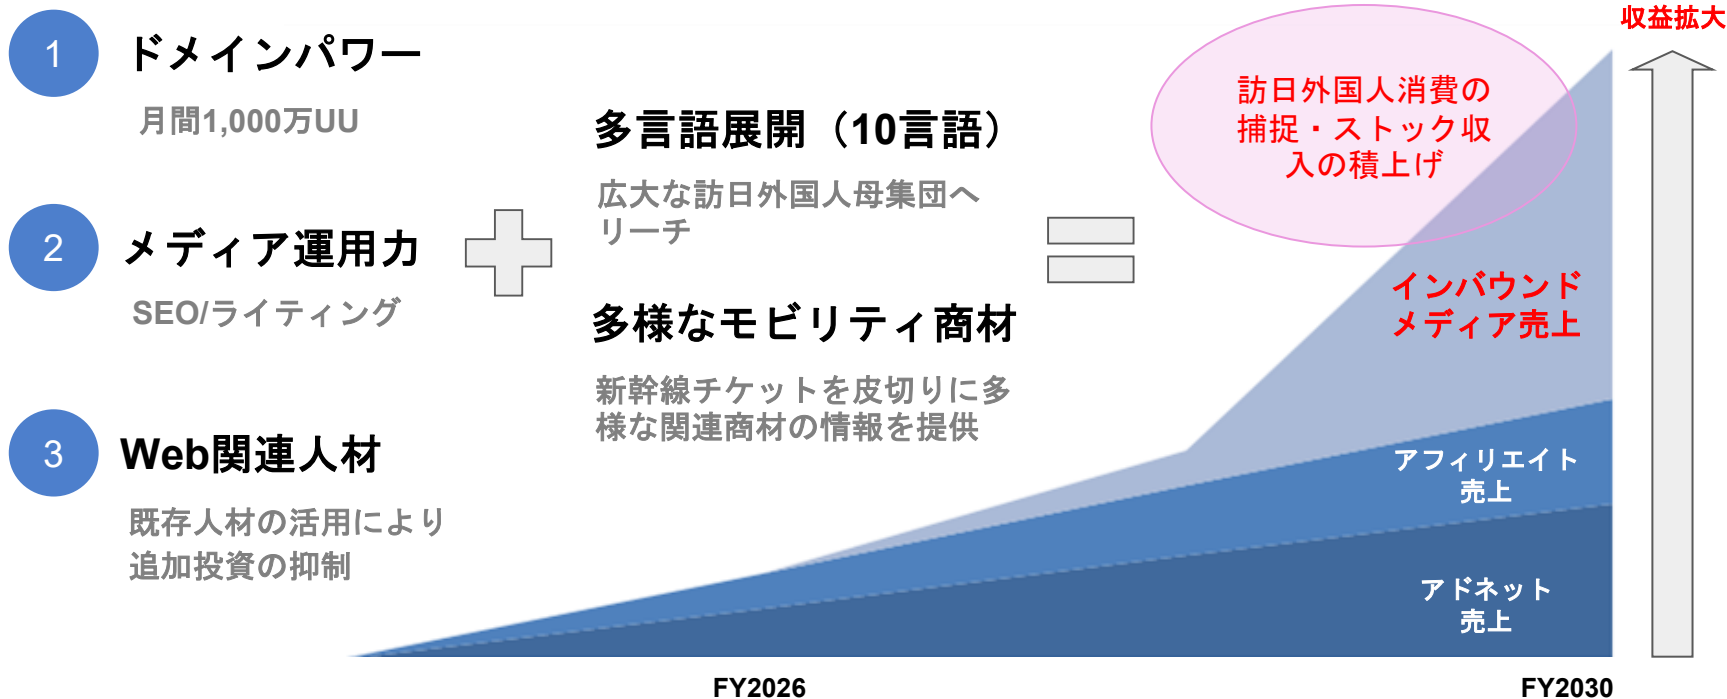 1
ドメインパワー
月間1,000万UU
2
メディア運用力
SEO/ライティング
3
Web関連人材
既存人材の活用により
追加投資の抑制
多言語展開（10言語）
広大な訪日外国人母集団へ
リーチ
多様なモビリティ商材
新幹線チケットを皮切りに多
様な関連商材の情報を提供
訪日外国人消費の
捕捉・ストック収
入の積上げ
収益拡大
インバウンド
メディア売上
アフィリエイト
売上
アドネット
売上
FY2026
FY2030